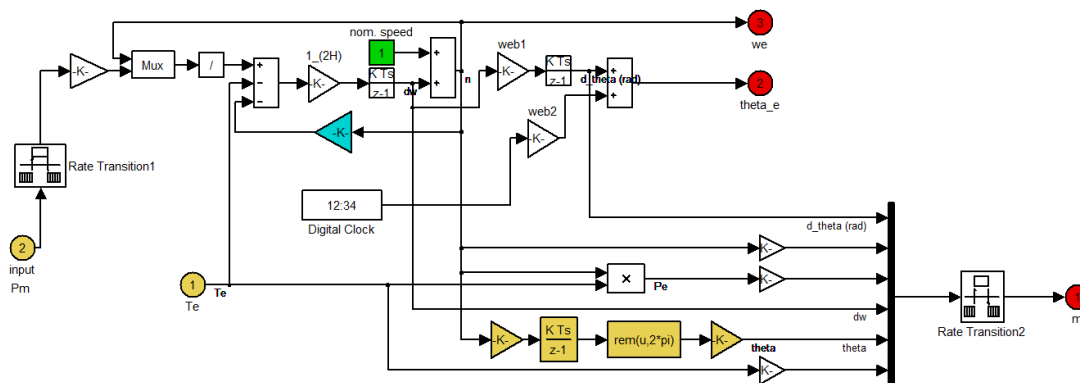 nom. speed
1
3
we
-K-
Mux
/
+
-
-
1_(2H)
-K-
K Ts
z-1
dw
+
+
n
web1
-K-
K Ts
z-1
d_theta (rad)
+
+
2
theta_e
web2
-K-
-K-
Rate Transition1
12:34
Digital Clock
2
input
Pm
1
Te
Te
×
Pe
K-
K-
d_theta (rad)
dw
-K-
K Ts
z-1
rem(u,2*pi)
-K-
theta
theta
K-
Rate Transition2
m